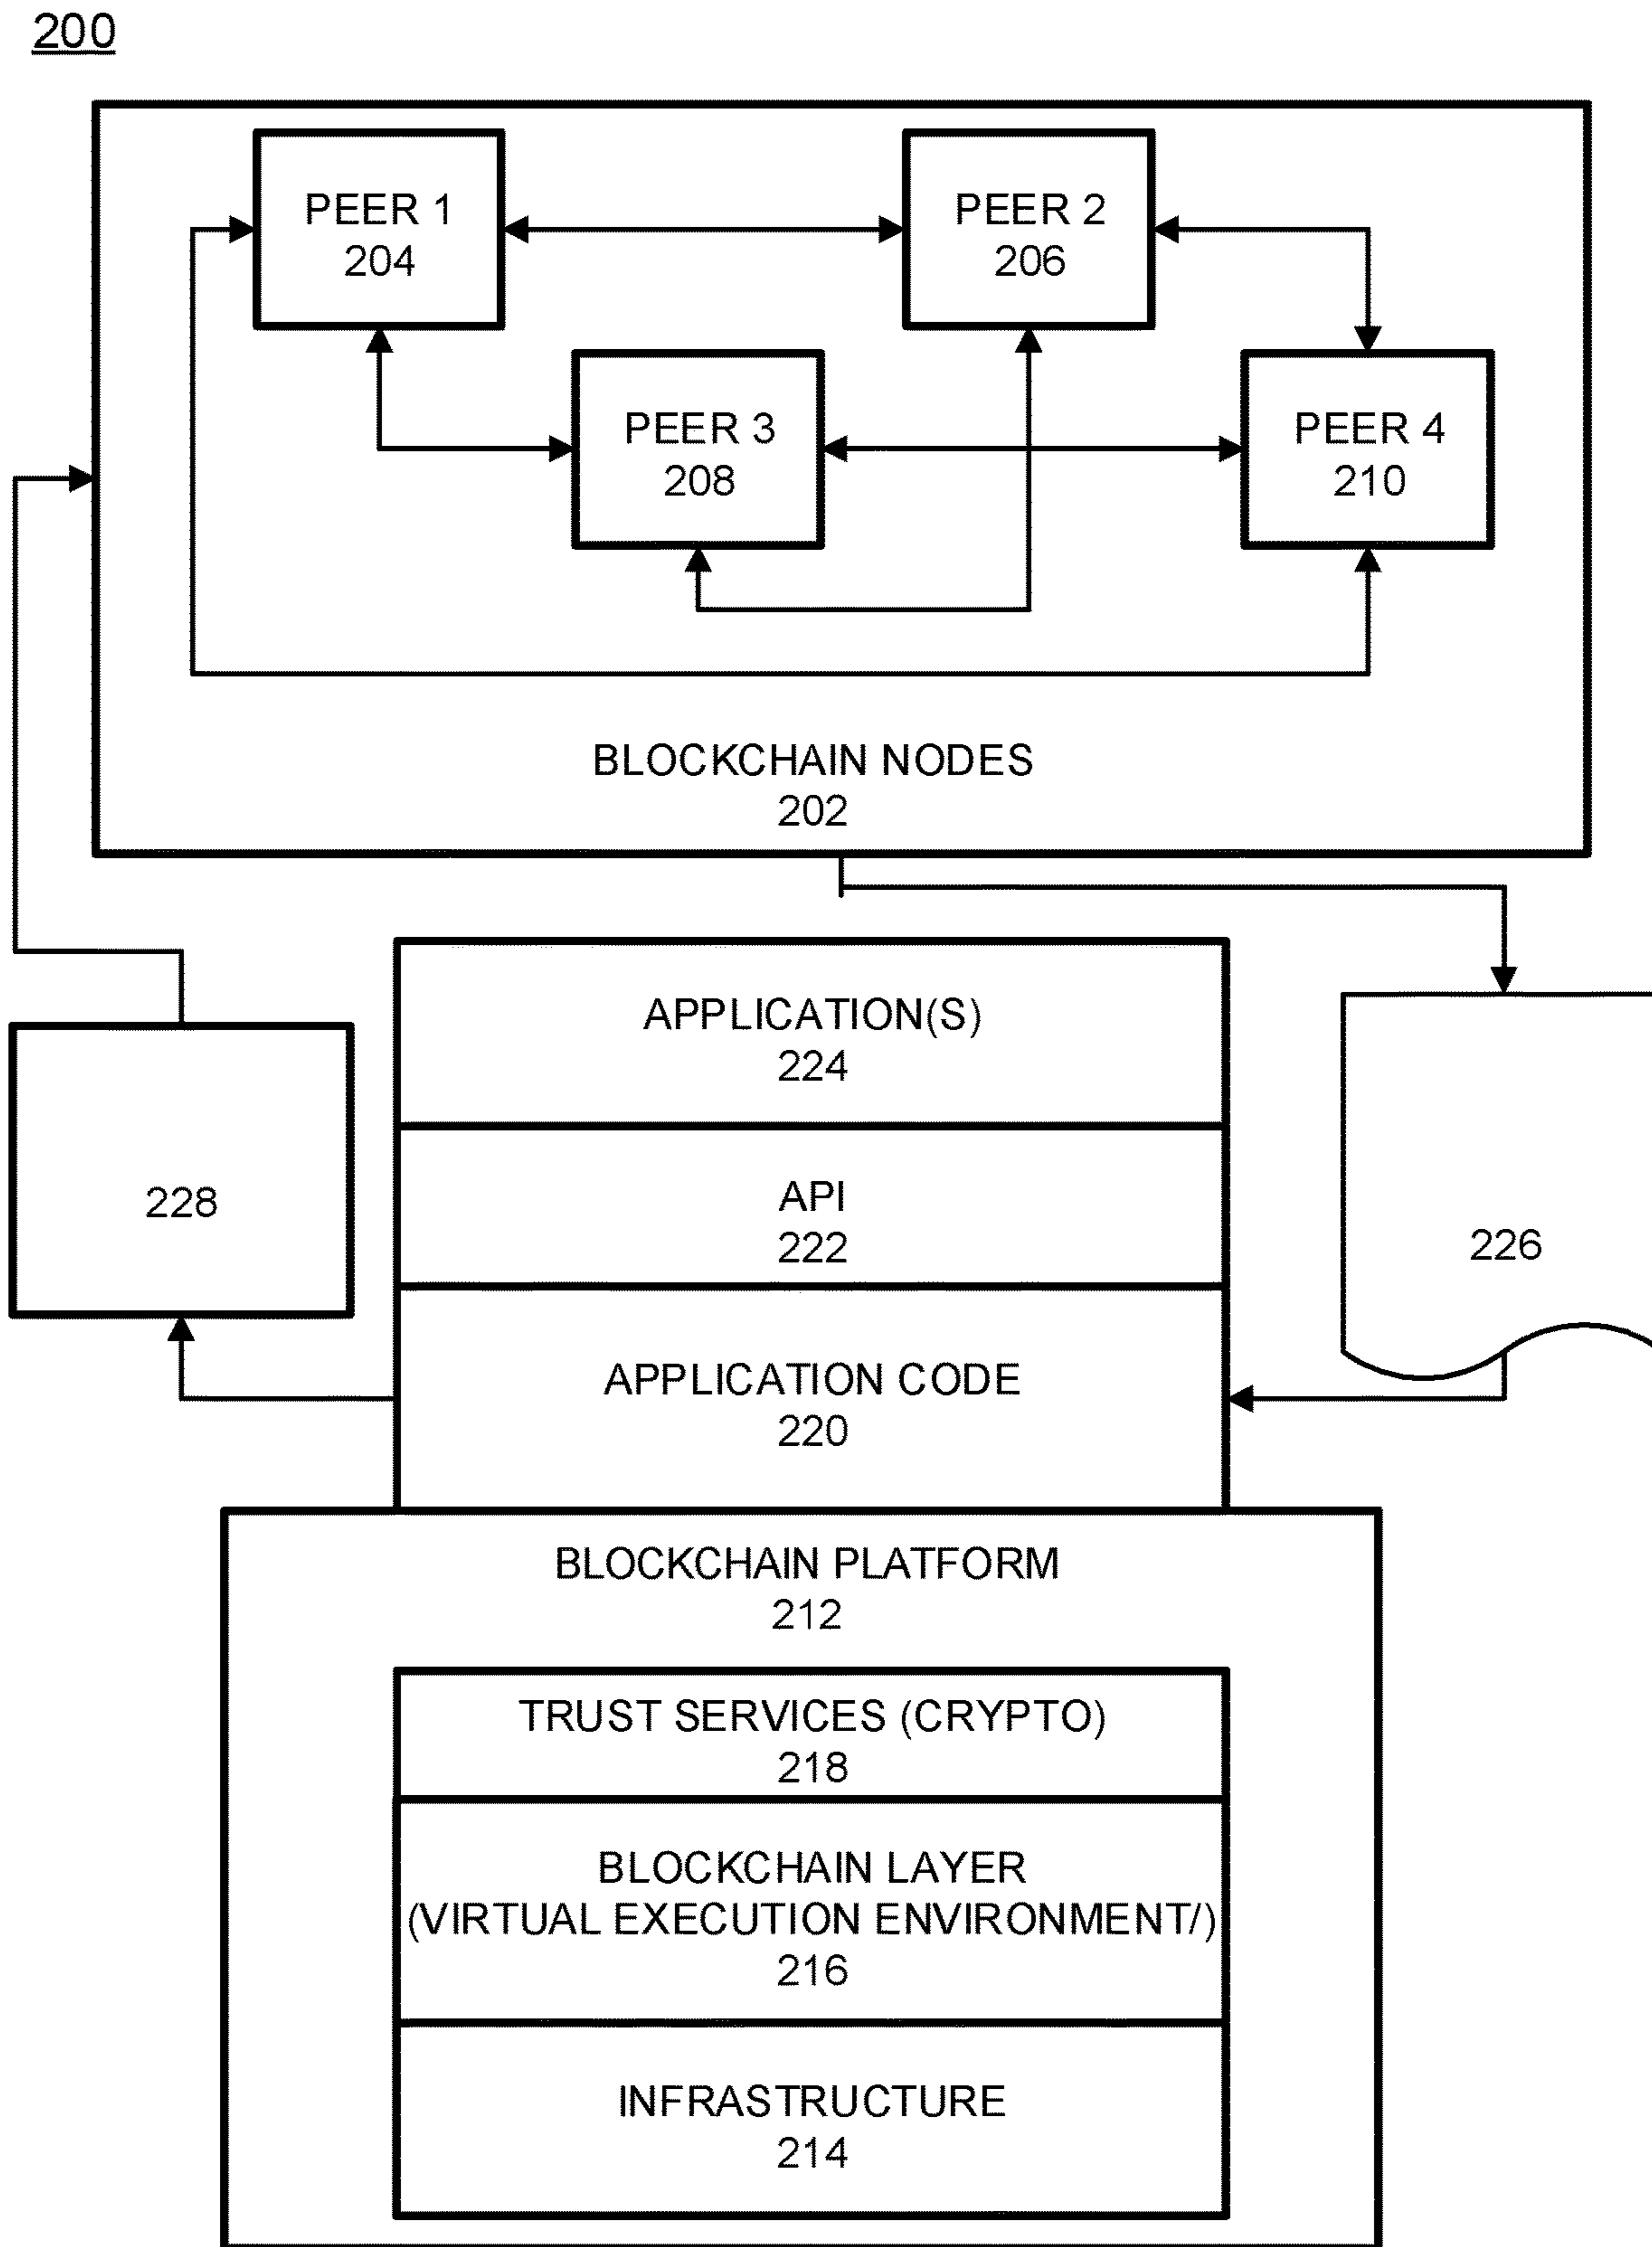 200
PEER 1
204
PEER 2
206
PEER 3
208
PEER 4
210
BLOCKCHAIN NODES
202
APPLICATION(S)
224
API
222
228
226
APPLICATION CODE
220
BLOCKCHAIN PLATFORM
212
TRUST SERVICES (CRYPTO)
218
BLOCKCHAIN LAYER
(VIRTUAL EXECUTION ENVIRONMENT/)
216
INFRASTRUCTURE
214